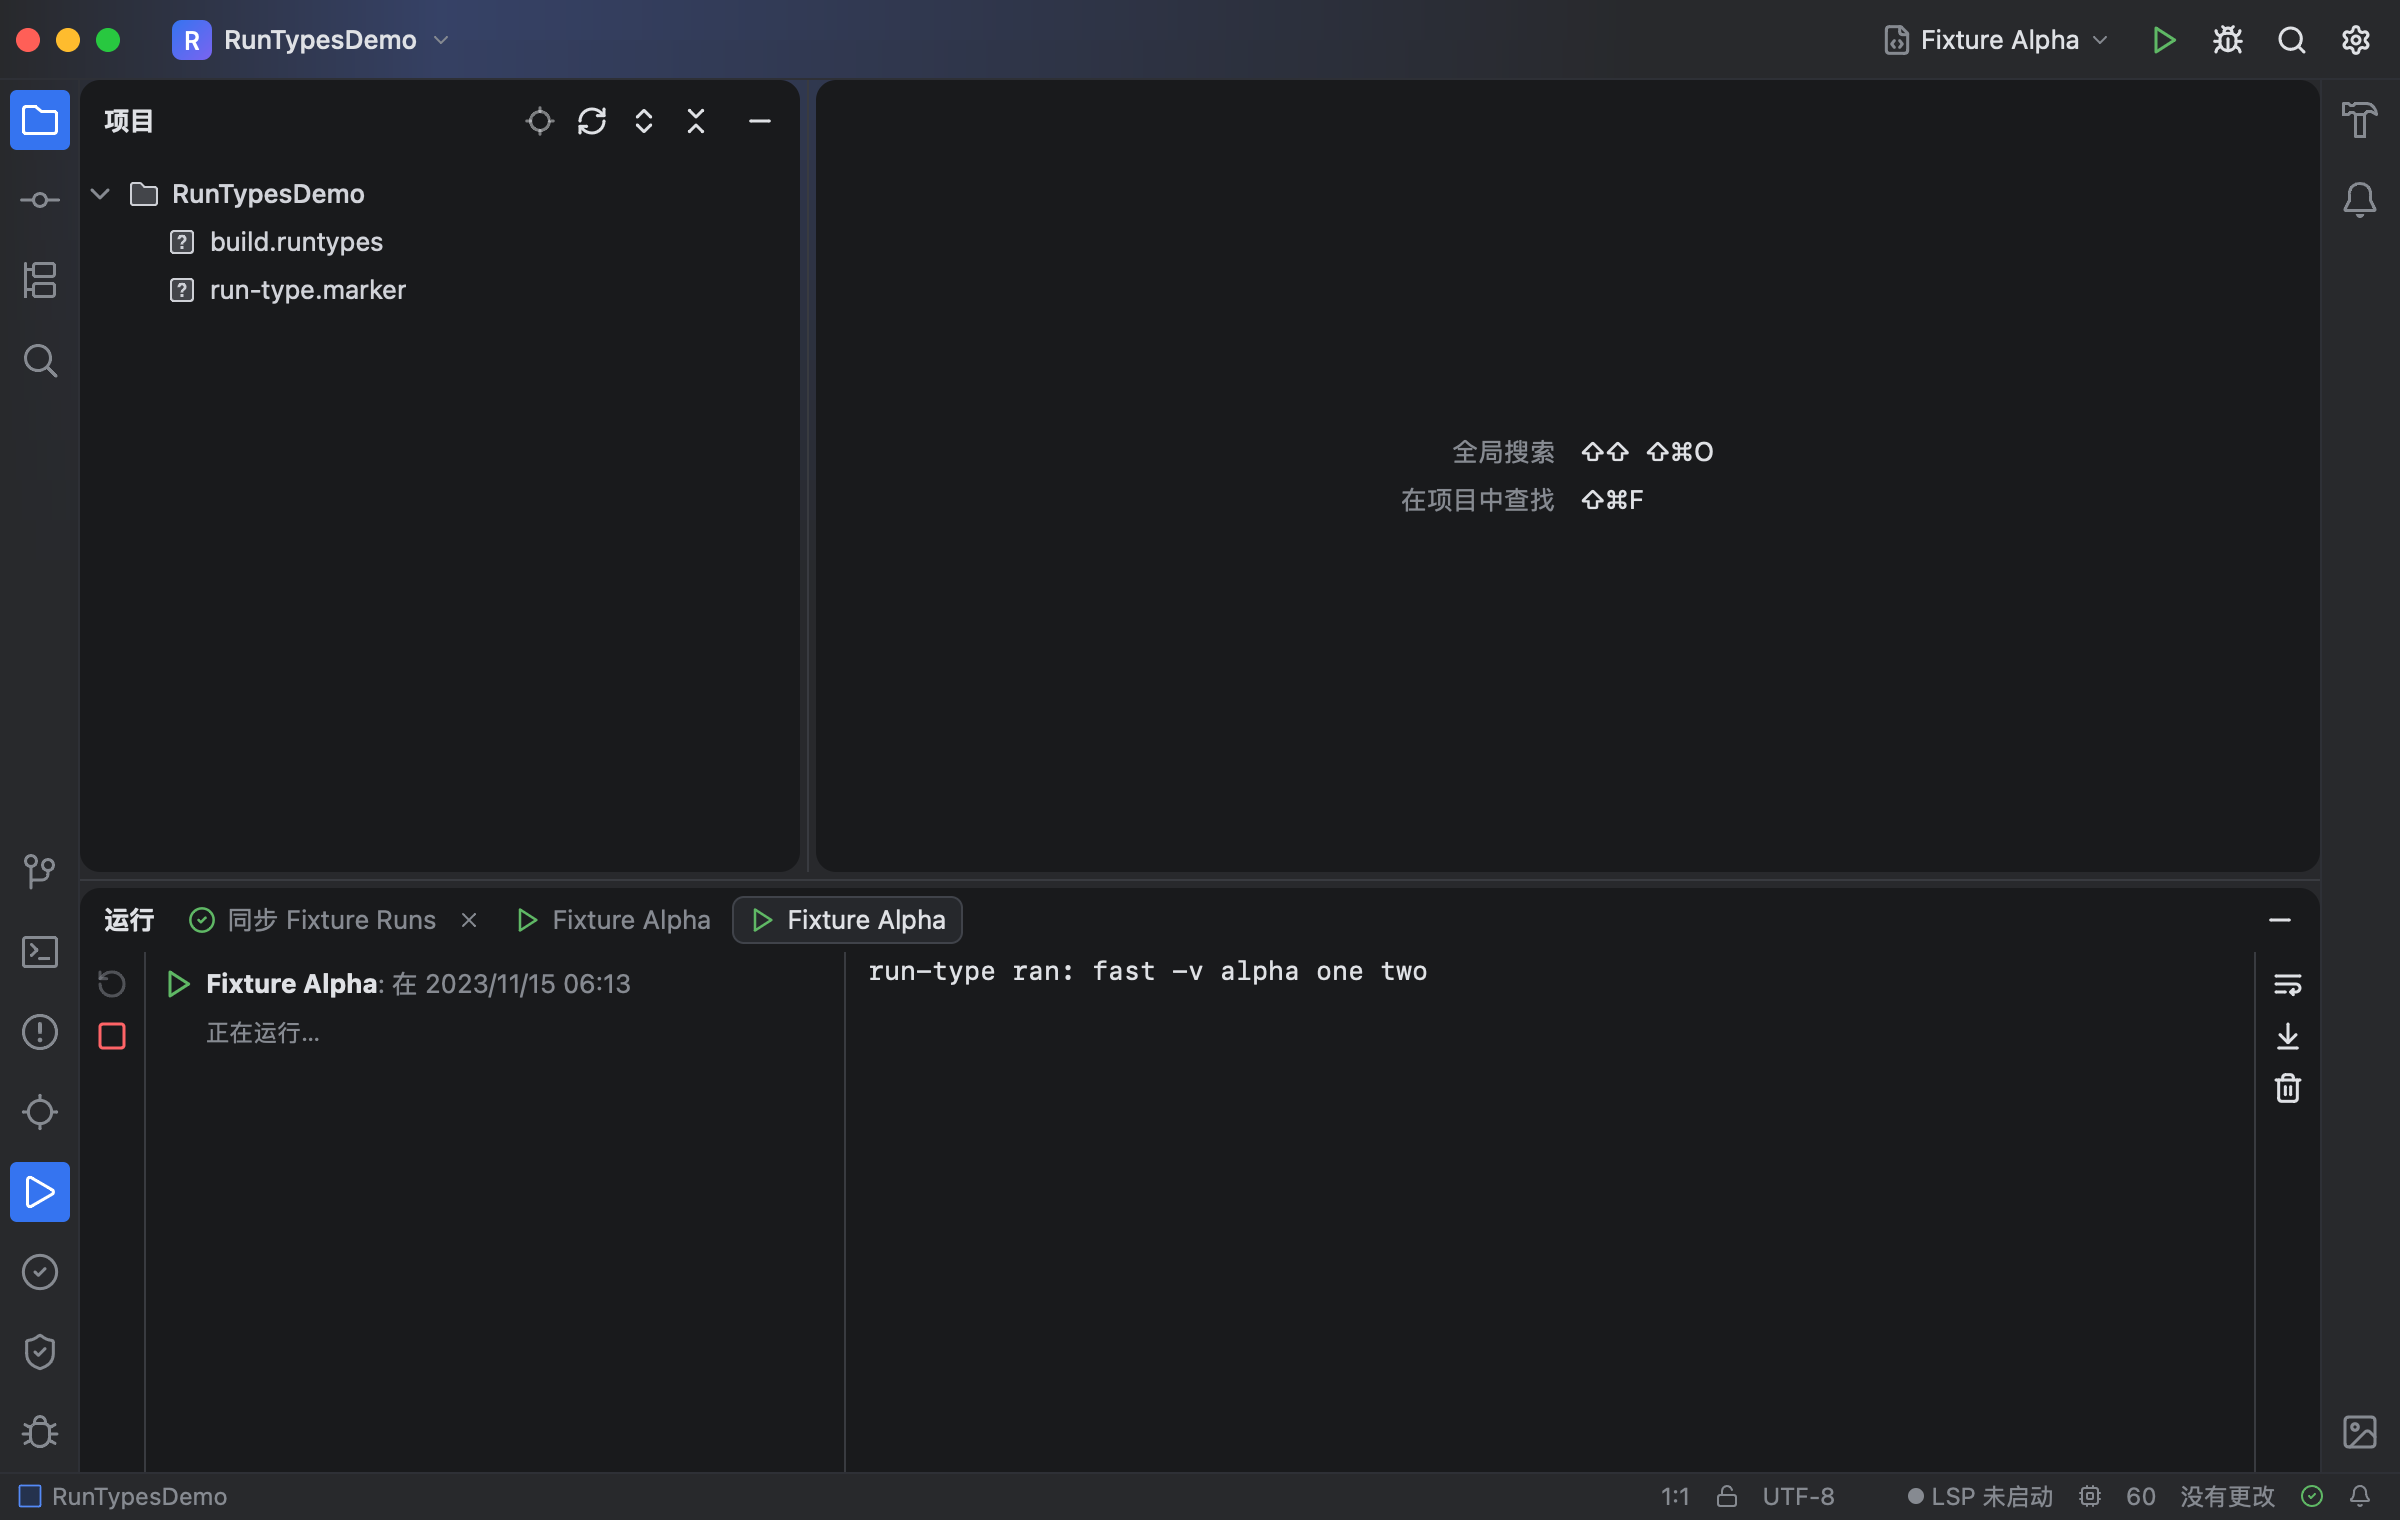 R RunTypesDemo
Fixture Alpha
项目
RunTypesDemo
build.runtypes
run-type.marker
全局搜索 ⇧⇧ ⇧⌘O
在项目中查找 ⇧⌘F
运行 同步 Fixture Runs Fixture Alpha Fixture Alpha
Fixture Alpha: 在 2023/11/15 06:13
正在运行...
run-type ran: fast -v alpha one two
RunTypesDemo
1:1 UTF-8 LSP 未启动 60 没有更改